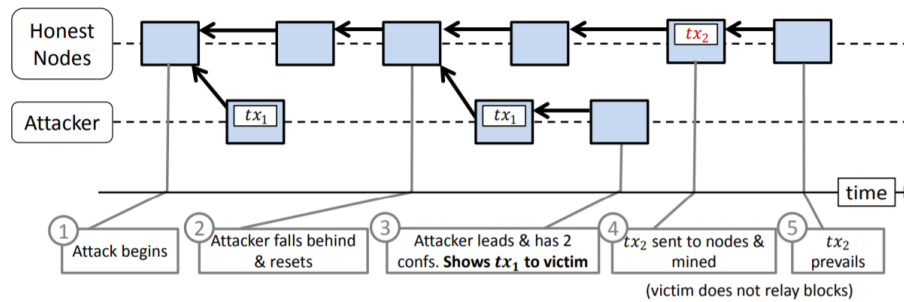 Honest
Nodes
tx₂
Attacker
tx₁
tx₁
time
1
Attack begins
2
Attacker falls behind
& resets
3
Attacker leads & has 2
confs. Shows tx₁ to victim
4
tx₂ sent to nodes &
mined
5
tx₂
prevails
(victim does not relay blocks)